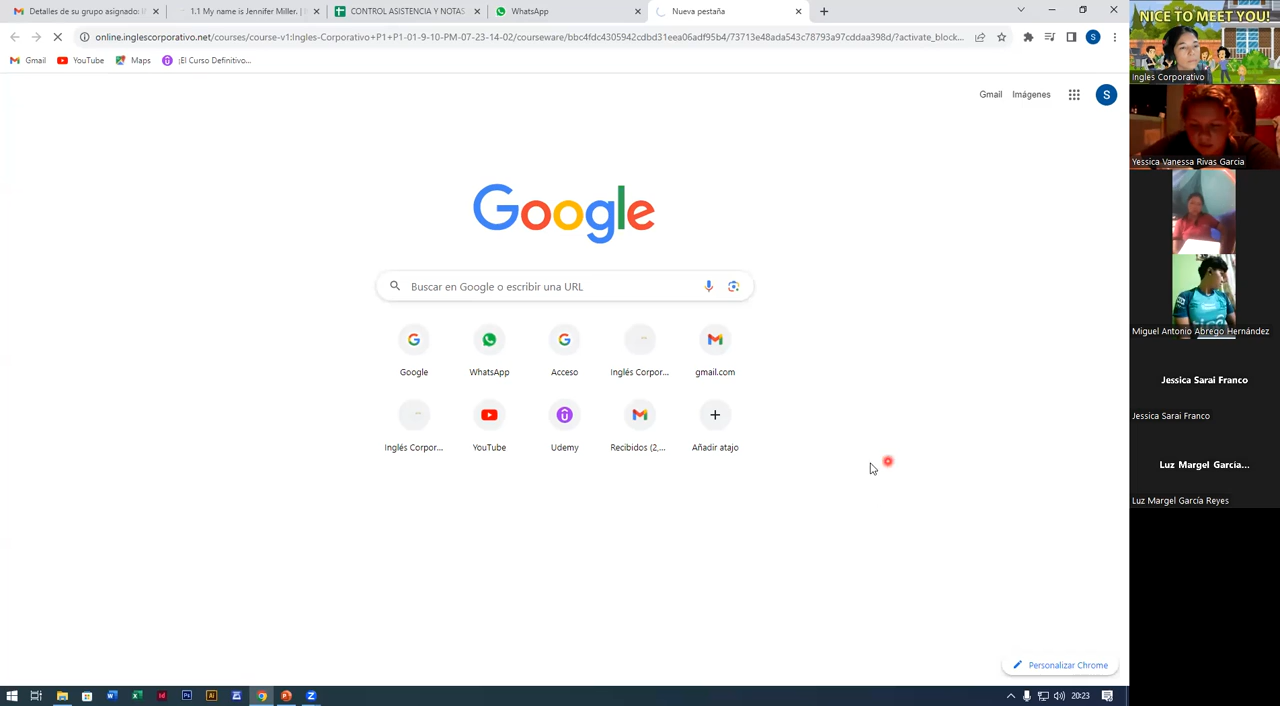 Detalles de su grupo asignado: I
1.1 My name is Jennifer Miller. |
CONTROL ASISTENCIA Y NOTAS
WhatsApp
Nueva pestaña
online.inglescorporativo.net/courses/course-v1:Ingles-Corporativo+P1+P1-01-9-10-PM-07-23-14-04/courseware/bbc4fdc4305942cdbd31eea06adf95b4/73713e48ada543c78793a97cddaa398d/?activate_block...
S
Gmail
YouTube
Maps
¡El Curso Definitivo...
Gmail
Imágenes
S
Google
Buscar en Google o escribir una URL
Google
WhatsApp
Acceso
Inglés Corpor...
gmail.com
Inglés Corpor...
YouTube
Udemy
Recibidos (2,...
Añadir atajo
Personalizar Chrome
20:23
NICE TO MEET YOU!
Ingles Corporativo
Yessica Vanessa Rivas Garcia
Miguel Antonio Abrego Hernández
Jessica Sarai Franco
Jessica Sarai Franco
Luz Margel García...
Luz Margel García Reyes